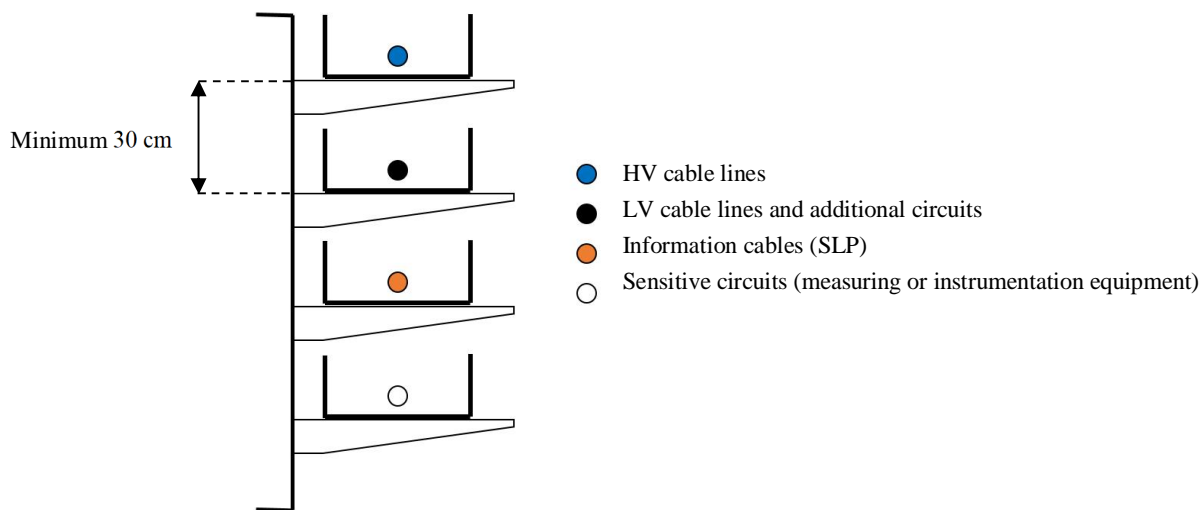 Minimum 30 cm
HV cable lines
LV cable lines and additional circuits
Information cables (SLP)
Sensitive circuits (measuring or instrumentation equipment)